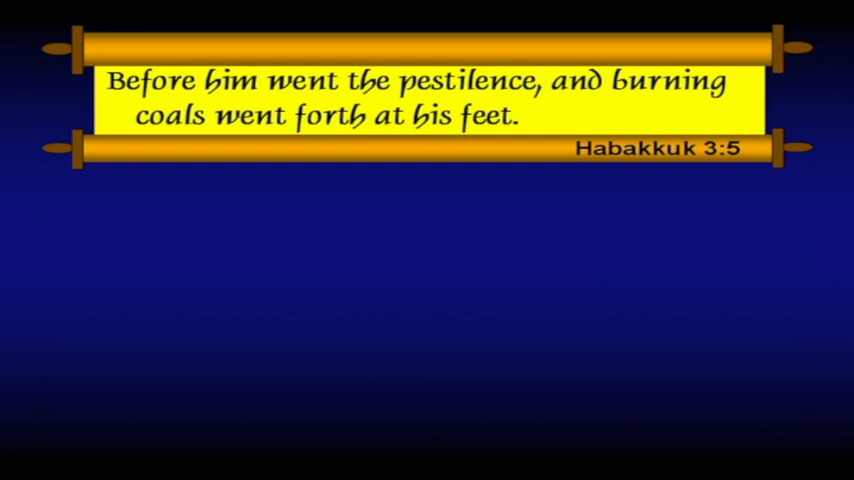 Before him went the pestilence, and burning
coals went forth at his feet.
Habakkuk 3:5